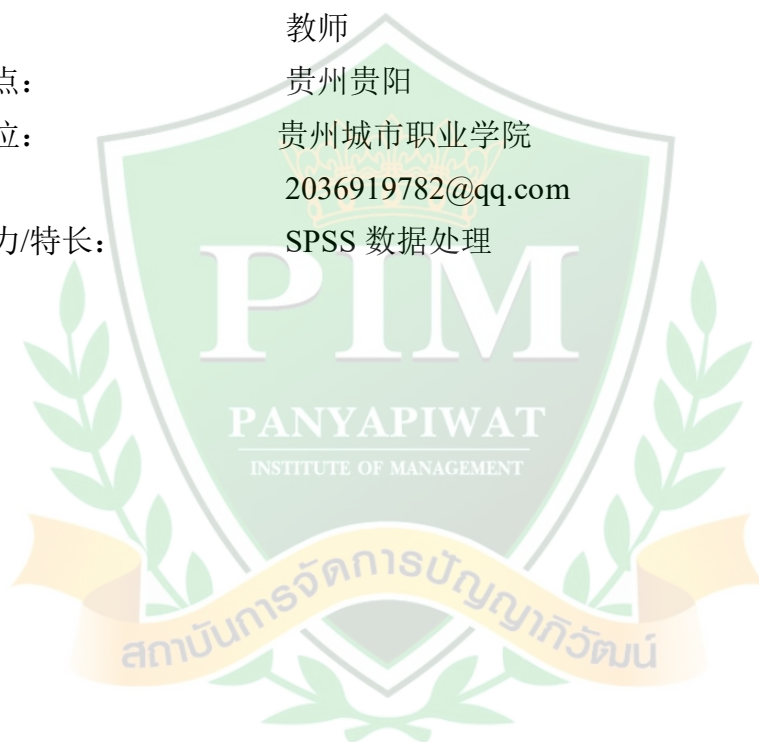 教师
点： 贵州贵阳
位： 贵州城市职业学院
2036919782@qq.com
力/特长： SPSS 数据处理
PIM
PANYAPIWAT
INSTITUTE OF MANAGEMENT
สถาบันการจัดการปัญญาภิวัฒน์